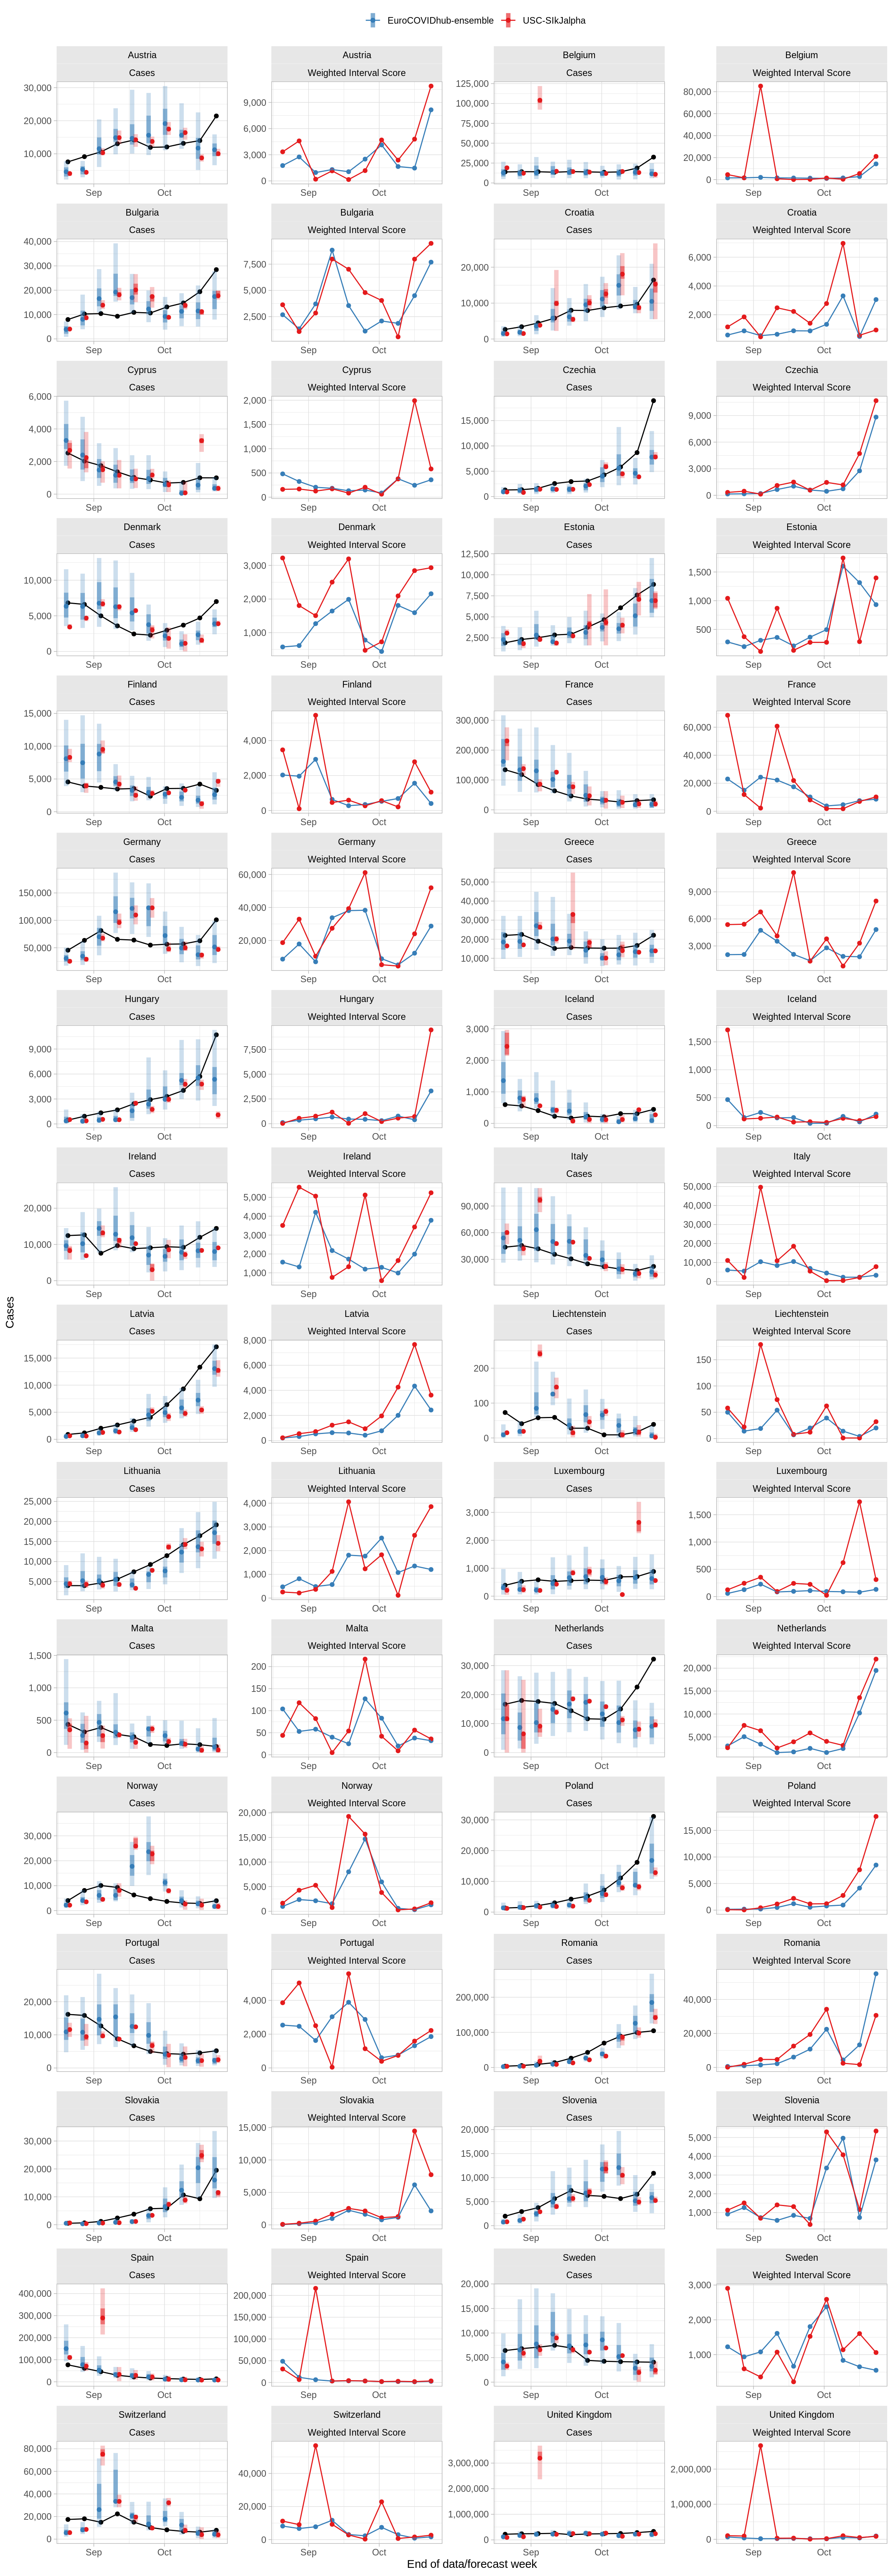 EuroCOVIDhub-ensemble USC-SIkJalpha
Cases
Austria
Cases
30,000
20,000
10,000
Sep Oct
Austria
Weighted Interval Score
9,000
6,000
3,000
0
Sep Oct
Belgium
Cases
125,000
100,000
75,000
50,000
25,000
0
Sep Oct
Belgium
Weighted Interval Score
80,000
60,000
40,000
20,000
0
Sep Oct
Bulgaria
Cases
40,000
30,000
20,000
10,000
0
Sep Oct
Bulgaria
Weighted Interval Score
7,500
5,000
2,500
Sep Oct
Croatia
Cases
20,000
10,000
0
Sep Oct
Croatia
Weighted Interval Score
6,000
4,000
2,000
Sep Oct
Cyprus
Cases
6,000
4,000
2,000
0
Sep Oct
Cyprus
Weighted Interval Score
2,000
1,500
1,000
500
0
Sep Oct
Czechia
Cases
15,000
10,000
5,000
0
Sep Oct
Czechia
Weighted Interval Score
9,000
6,000
3,000
0
Sep Oct
Denmark
Cases
10,000
5,000
0
Sep Oct
Denmark
Weighted Interval Score
3,000
2,000
1,000
Sep Oct
Estonia
Cases
12,500
10,000
7,500
5,000
2,500
Sep Oct
Estonia
Weighted Interval Score
1,500
1,000
500
Sep Oct
Finland
Cases
15,000
10,000
5,000
0
Sep Oct
Finland
Weighted Interval Score
4,000
2,000
0
Sep Oct
France
Cases
300,000
200,000
100,000
0
Sep Oct
France
Weighted Interval Score
60,000
40,000
20,000
0
Sep Oct
Germany
Cases
150,000
100,000
50,000
Sep Oct
Germany
Weighted Interval Score
60,000
40,000
20,000
Sep Oct
Greece
Cases
50,000
40,000
30,000
20,000
10,000
Sep Oct
Greece
Weighted Interval Score
9,000
6,000
3,000
Sep Oct
Hungary
Cases
9,000
6,000
3,000
0
Sep Oct
Hungary
Weighted Interval Score
7,500
5,000
2,500
0
Sep Oct
Iceland
Cases
3,000
2,000
1,000
0
Sep Oct
Iceland
Weighted Interval Score
1,500
1,000
500
0
Sep Oct
Ireland
Cases
20,000
10,000
0
Sep Oct
Ireland
Weighted Interval Score
5,000
4,000
3,000
2,000
1,000
Sep Oct
Italy
Cases
90,000
60,000
30,000
Sep Oct
Italy
Weighted Interval Score
50,000
40,000
30,000
20,000
10,000
0
Sep Oct
Latvia
Cases
15,000
10,000
5,000
0
Sep Oct
Latvia
Weighted Interval Score
8,000
6,000
4,000
2,000
0
Sep Oct
Liechtenstein
Cases
200
100
0
Sep Oct
Liechtenstein
Weighted Interval Score
150
100
50
0
Sep Oct
Lithuania
Cases
25,000
20,000
15,000
10,000
5,000
Sep Oct
Lithuania
Weighted Interval Score
4,000
3,000
2,000
1,000
0
Sep Oct
Luxembourg
Cases
3,000
2,000
1,000
0
Sep Oct
Luxembourg
Weighted Interval Score
1,500
1,000
500
0
Sep Oct
Malta
Cases
1,500
1,000
500
0
Sep Oct
Malta
Weighted Interval Score
200
150
100
50
0
Sep Oct
Netherlands
Cases
30,000
20,000
10,000
0
Sep Oct
Netherlands
Weighted Interval Score
20,000
15,000
10,000
5,000
Sep Oct
Norway
Cases
30,000
20,000
10,000
0
Sep Oct
Norway
Weighted Interval Score
20,000
15,000
10,000
5,000
0
Sep Oct
Poland
Cases
30,000
20,000
10,000
0
Sep Oct
Poland
Weighted Interval Score
15,000
10,000
5,000
0
Sep Oct
Portugal
Cases
20,000
10,000
0
Sep Oct
Portugal
Weighted Interval Score
4,000
2,000
0
Sep Oct
Romania
Cases
200,000
100,000
0
Sep Oct
Romania
Weighted Interval Score
40,000
20,000
0
Sep Oct
Slovakia
Cases
30,000
20,000
10,000
0
Sep Oct
Slovakia
Weighted Interval Score
15,000
10,000
5,000
0
Sep Oct
Slovenia
Cases
20,000
15,000
10,000
5,000
0
Sep Oct
Slovenia
Weighted Interval Score
5,000
4,000
3,000
2,000
1,000
Sep Oct
Spain
Cases
400,000
300,000
200,000
100,000
0
Sep Oct
Spain
Weighted Interval Score
200,000
150,000
100,000
50,000
0
Sep Oct
Sweden
Cases
20,000
15,000
10,000
5,000
0
Sep Oct
Sweden
Weighted Interval Score
3,000
2,000
1,000
Sep Oct
Switzerland
Cases
80,000
60,000
40,000
20,000
0
Sep Oct
Switzerland
Weighted Interval Score
40,000
20,000
0
Sep Oct
United Kingdom
Cases
3,000,000
2,000,000
1,000,000
0
Sep Oct
United Kingdom
Weighted Interval Score
2,000,000
1,000,000
0
Sep Oct
End of data/forecast week